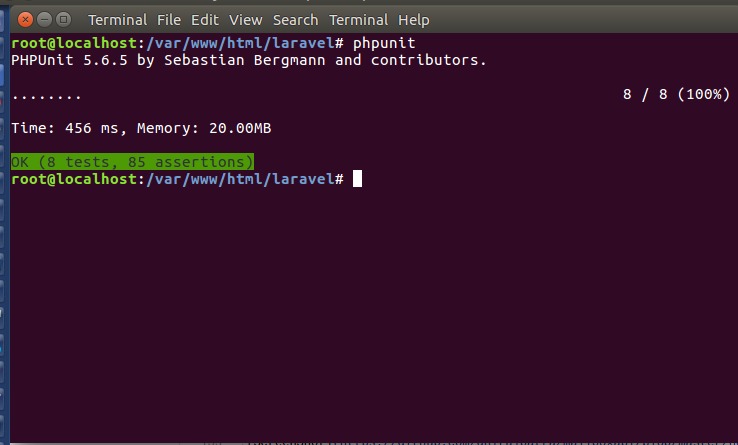 Terminal File Edit View Search Terminal Help
root@localhost:/var/www/html/laravel# phpunit
PHPUnit 5.6.5 by Sebastian Bergmann and contributors.
........ 8 / 8 (100%)
Time: 456 ms, Memory: 20.00MB
OK (8 tests, 85 assertions)
root@localhost:/var/www/html/laravel#